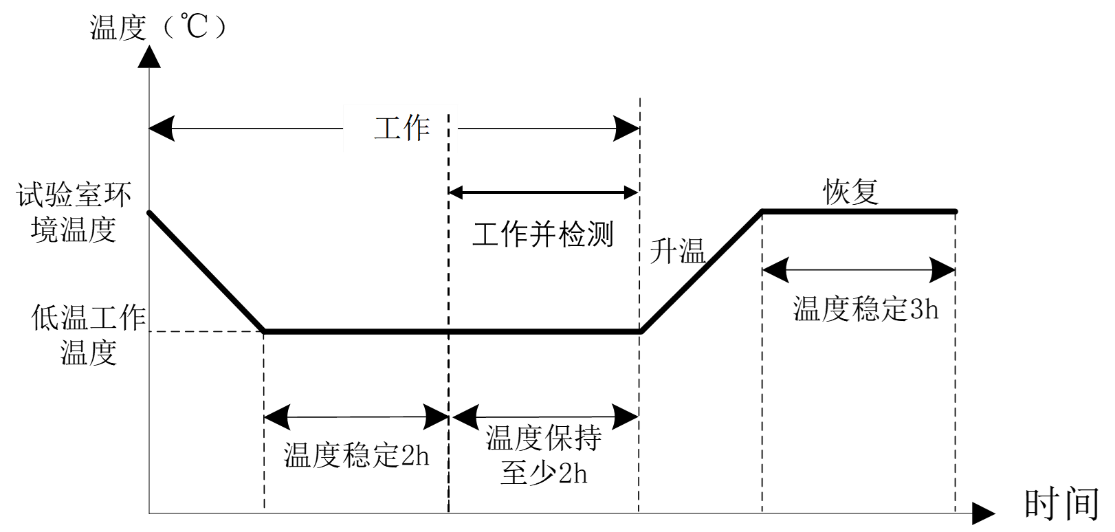 温度（℃）
工作
试验室环
境温度
恢复
工作并检测
升温
温度稳定3h
低温工作
温度
温度稳定2h
温度保持
至少2h
时间